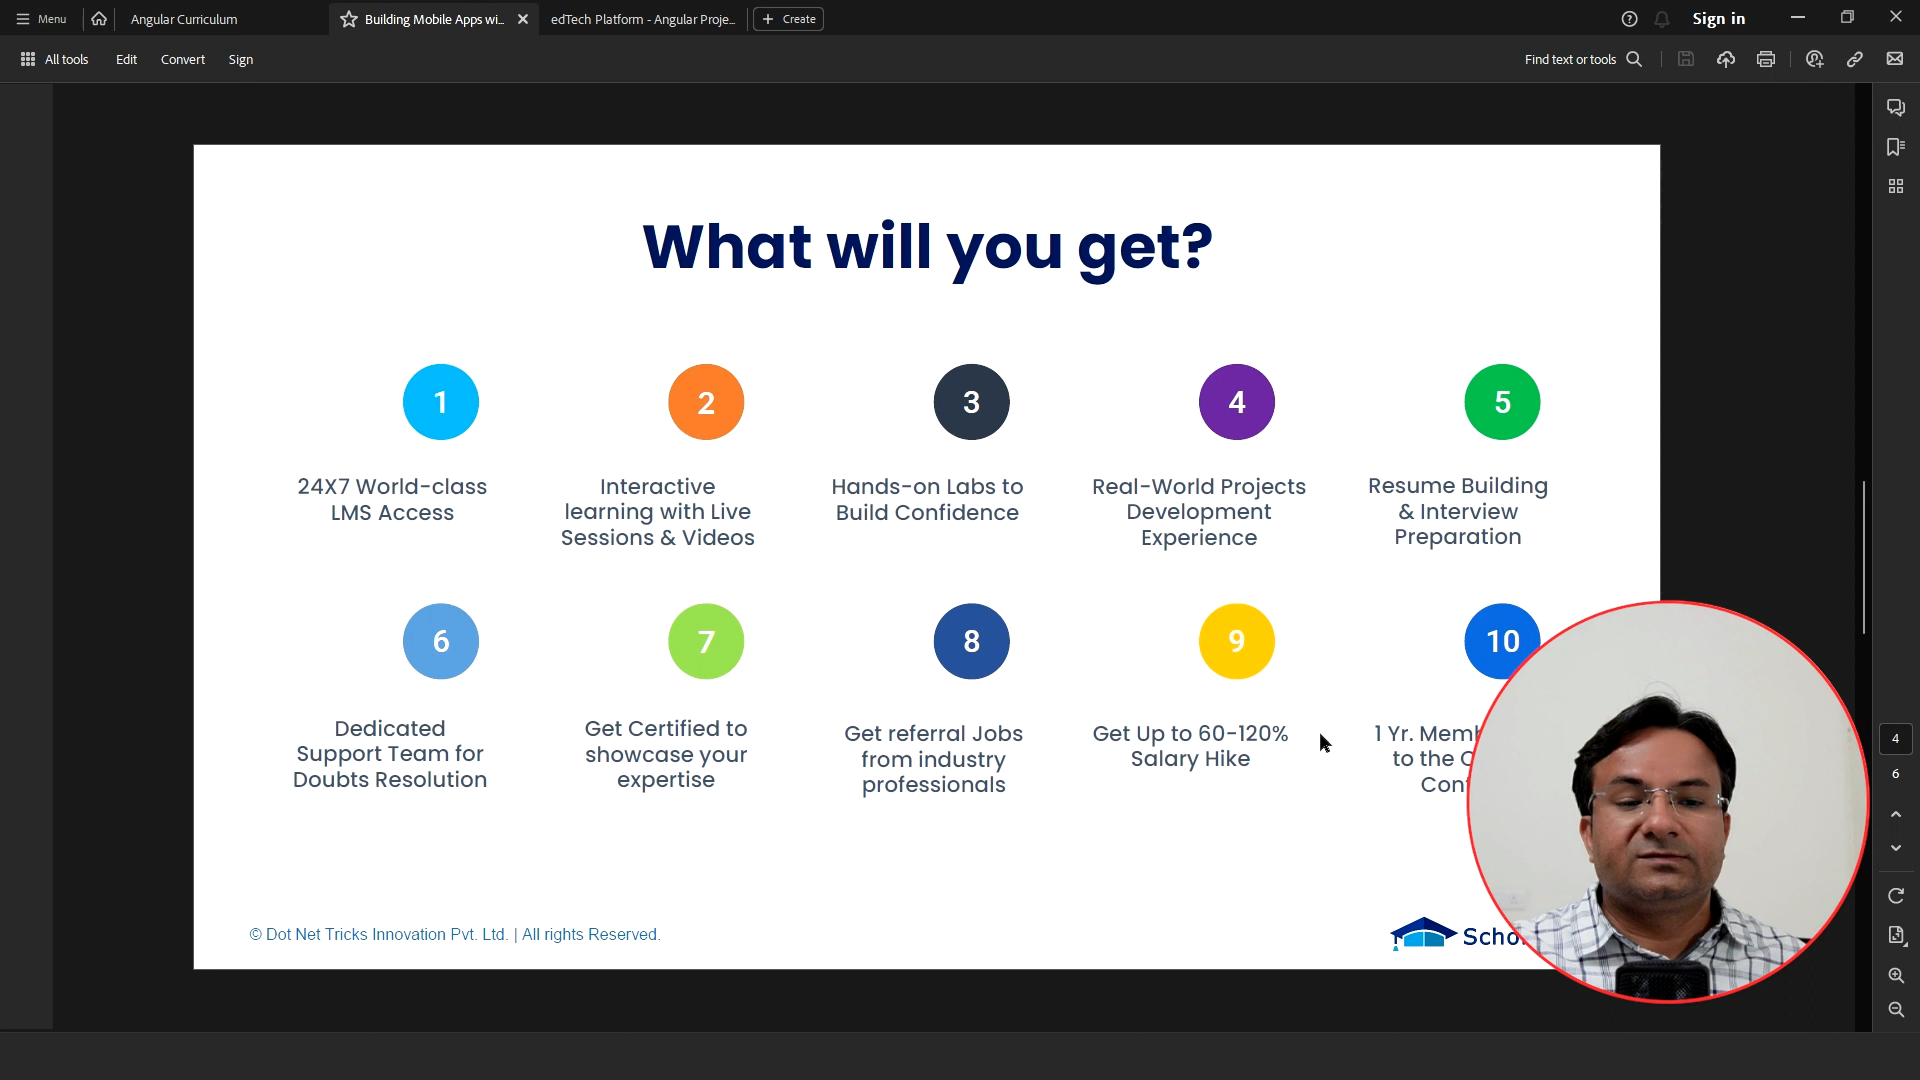 Menu
Angular Curriculum
Building Mobile Apps wi...
edTech Platform - Angular Proje...
Create
Sign in
All tools
Edit
Convert
Sign
Find text or tools
What will you get?
1
2
3
4
5
24X7 World-class
LMS Access
Interactive
learning with Live
Sessions & Videos
Hands-on Labs to
Build Confidence
Real-World Projects
Development
Experience
Resume Building
& Interview
Preparation
6
7
8
9
10
Dedicated
Support Team for
Doubts Resolution
Get Certified to
showcase your
expertise
Get referral Jobs
from industry
professionals
Get Up to 60-120%
Salary Hike
1 Yr.
to the
4
6
© Dot Net Tricks Innovation Pvt. Ltd. | All rights Reserved.